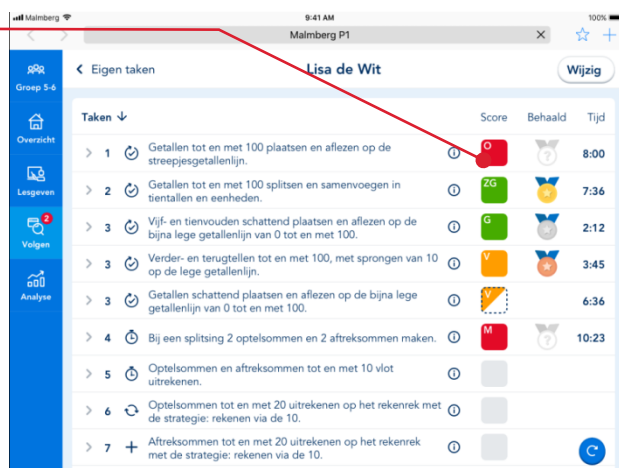 Malmberg
9:41 AM
100%
Malmberg P1
Groep 5-6
Eigen taken
Lisa de Wit
Wijzig
Overzicht
Lesgeven
2
Volgen
Analyse
Taken
Score
Behaald
Tijd
1
Getallen tot en met 100 plaatsen en aflezen op de
streepjesgetallenlijn.
O
?
8:00
2
Getallen tot en met 100 splitsen en samenvoegen in
tientallen en eenheden.
ZG
7:36
3
Vijf- en tienvouden schattend plaatsen en aflezen op de
bijna lege getallenlijn van 0 tot en met 100.
G
2:12
3
Verder- en terugtellen tot en met 100, met sprongen van 10
op de lege getallenlijn.
V
3:45
3
Getallen schattend plaatsen en aflezen op de bijna lege
getallenlijn van 0 tot en met 100.
V
6:36
4
Bij een splitsing 2 optelsommen en 2 aftreksommen maken.
M
?
10:23
5
Optelsommen en aftreksommen tot en met 10 vlot
uitrekenen.
6
Optelsommen tot en met 20 uitrekenen op het rekenrek met
de strategie: rekenen via de 10.
7
Aftreksommen tot en met 20 uitrekenen op het rekenrek
met de strategie: rekenen via de 10.